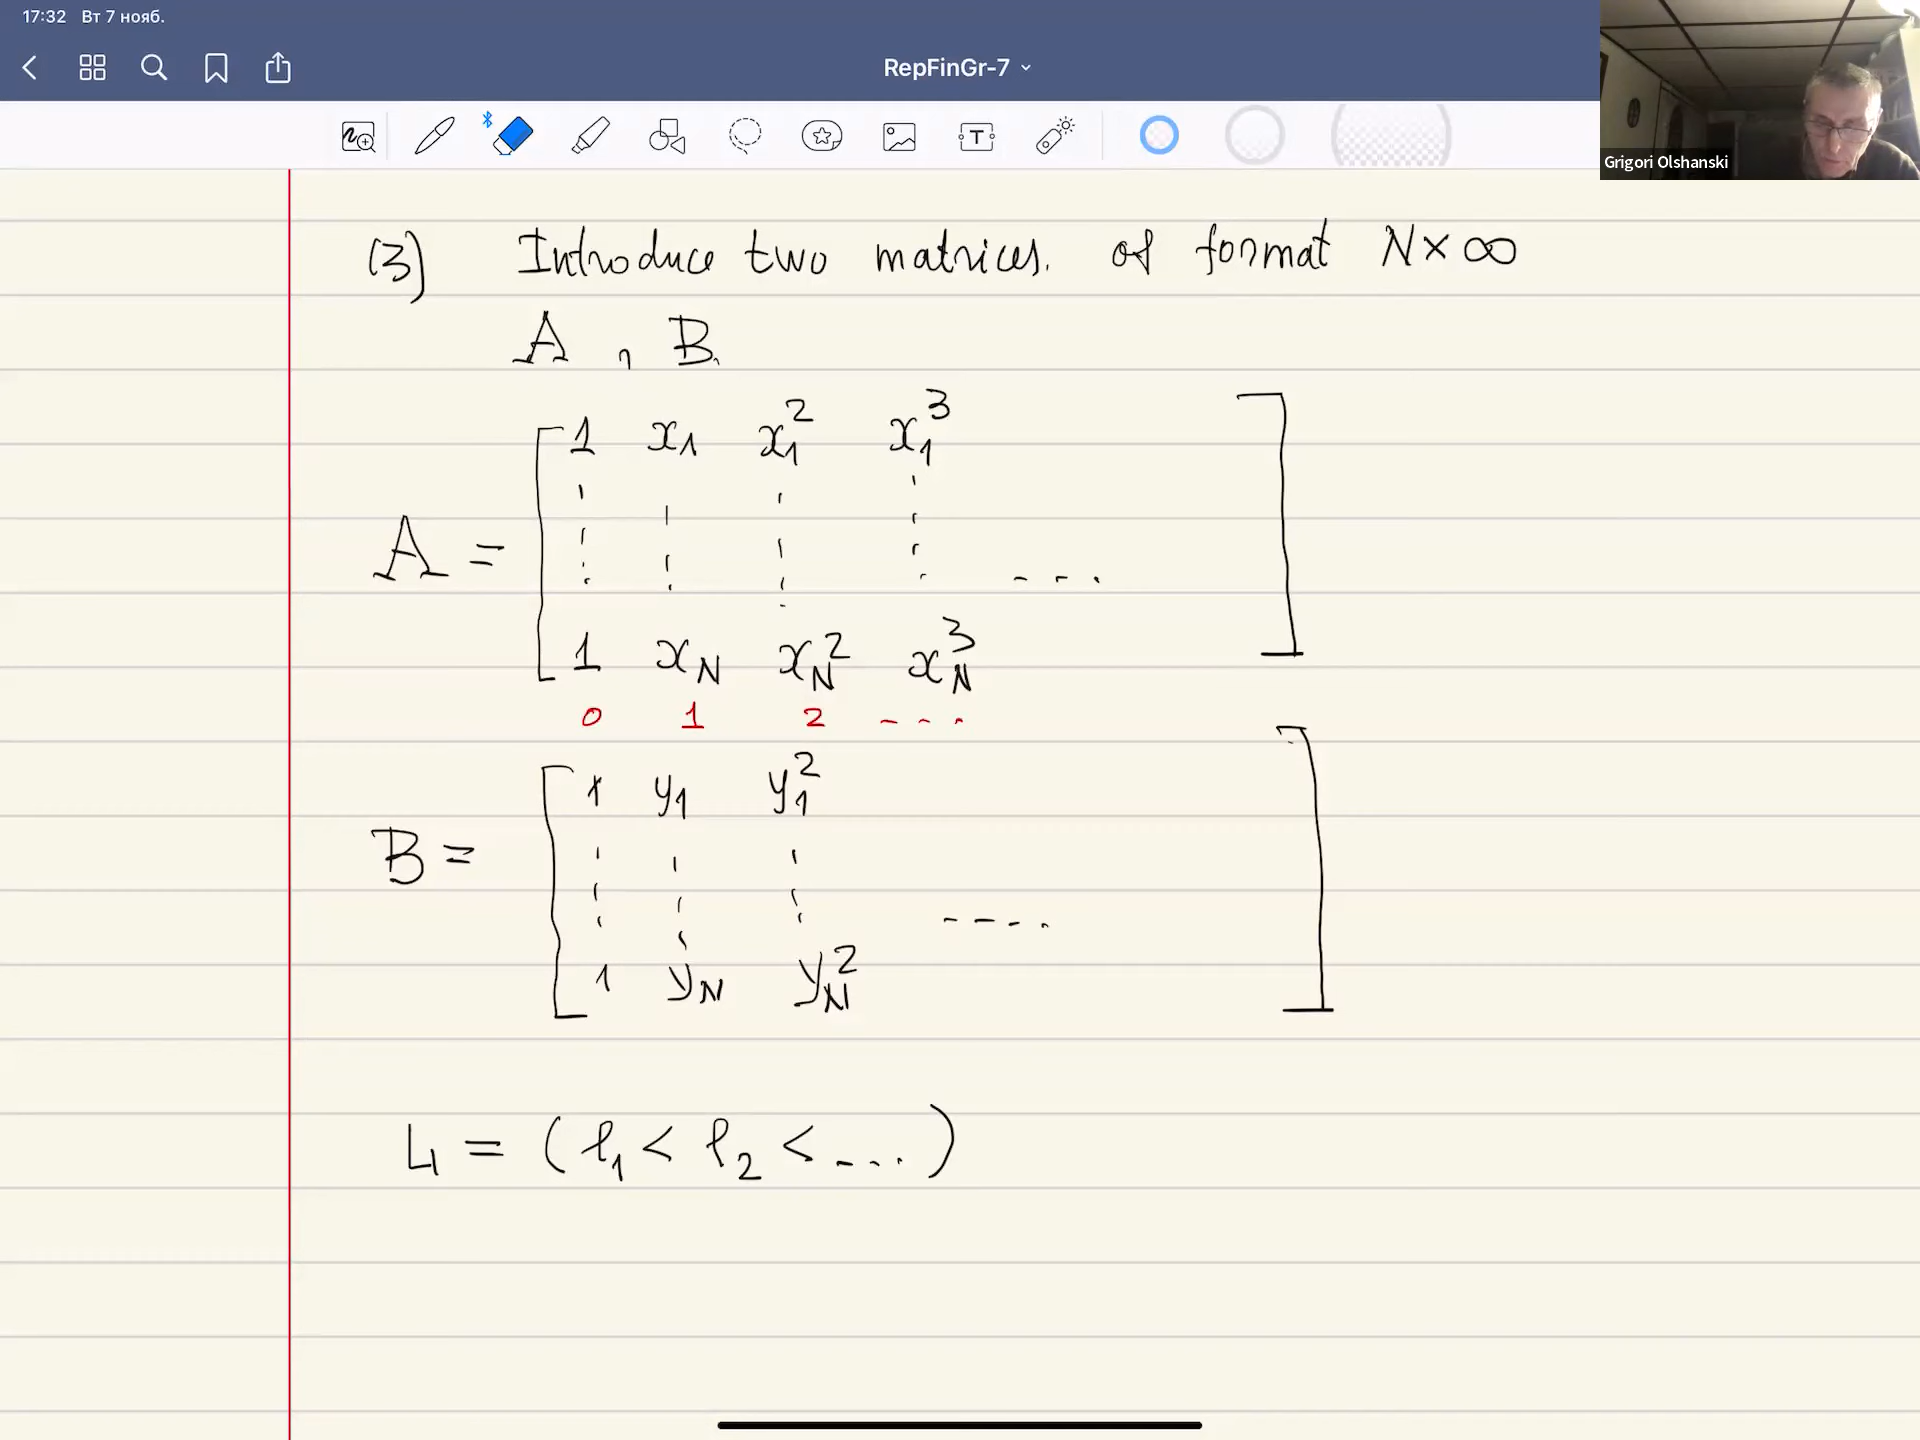 17:32 Вт 7 нояб.
RepFinGr-7
Grigori Olshanski
(3) Introduce two matrices. of format N×∞
A , B
1 x₁ x₁² x₁³
A =
. . .
1 x_N x_N² x_N³
0 1 2 ...
1 y₁ y₁²
B =
....
1 y_N y_N²
L = (ℓ₁ < ℓ₂ < ...)